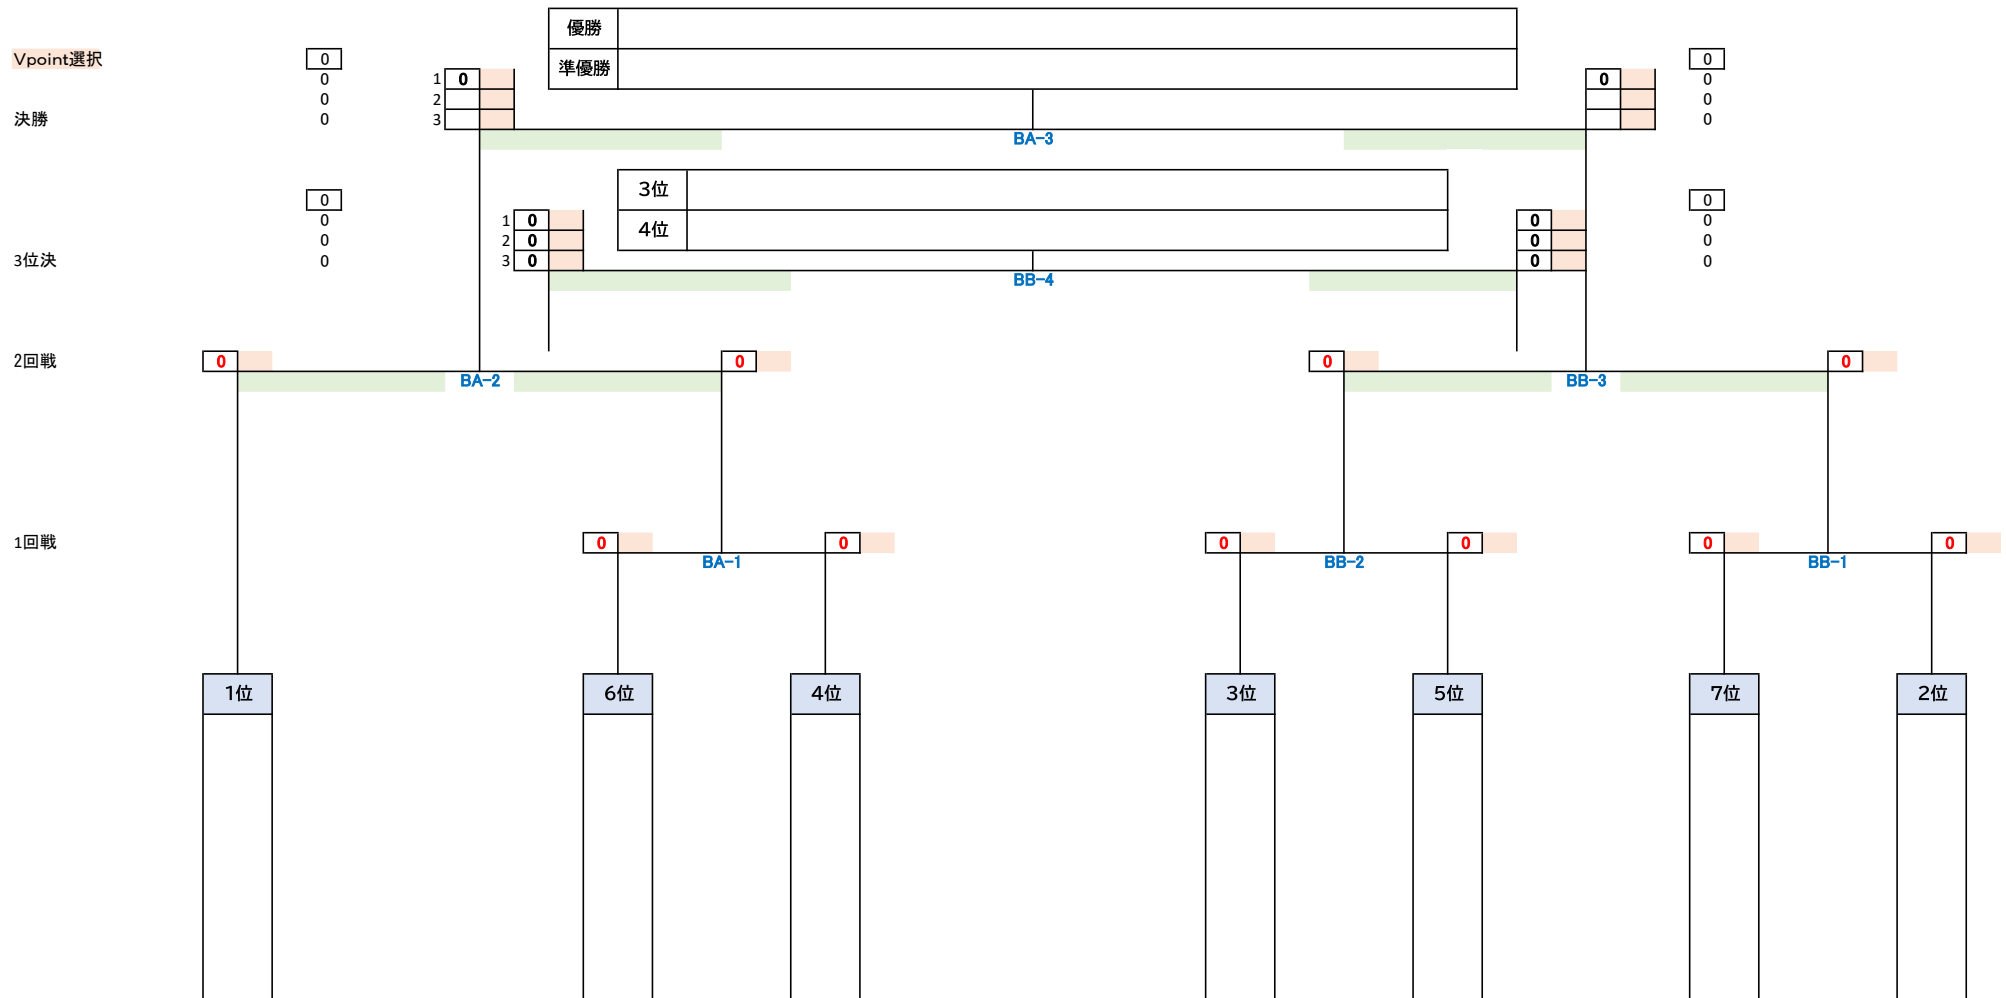 優勝
Vpoint選択 0 0
準優勝
0 1 0 0 0
0 2 0
決勝 0 3 0
BA-3
3位
0 0
0 1 0 0 0
4位
0 2 0 0 0
3位決 0 3 0 0 0
BB-4
2回戦 0 0 0 0
BA-2 BB-3
1回戦 0 0 0 0 0 0
BA-1 BB-2 BB-1
1位 6位 4位 3位 5位 7位 2位